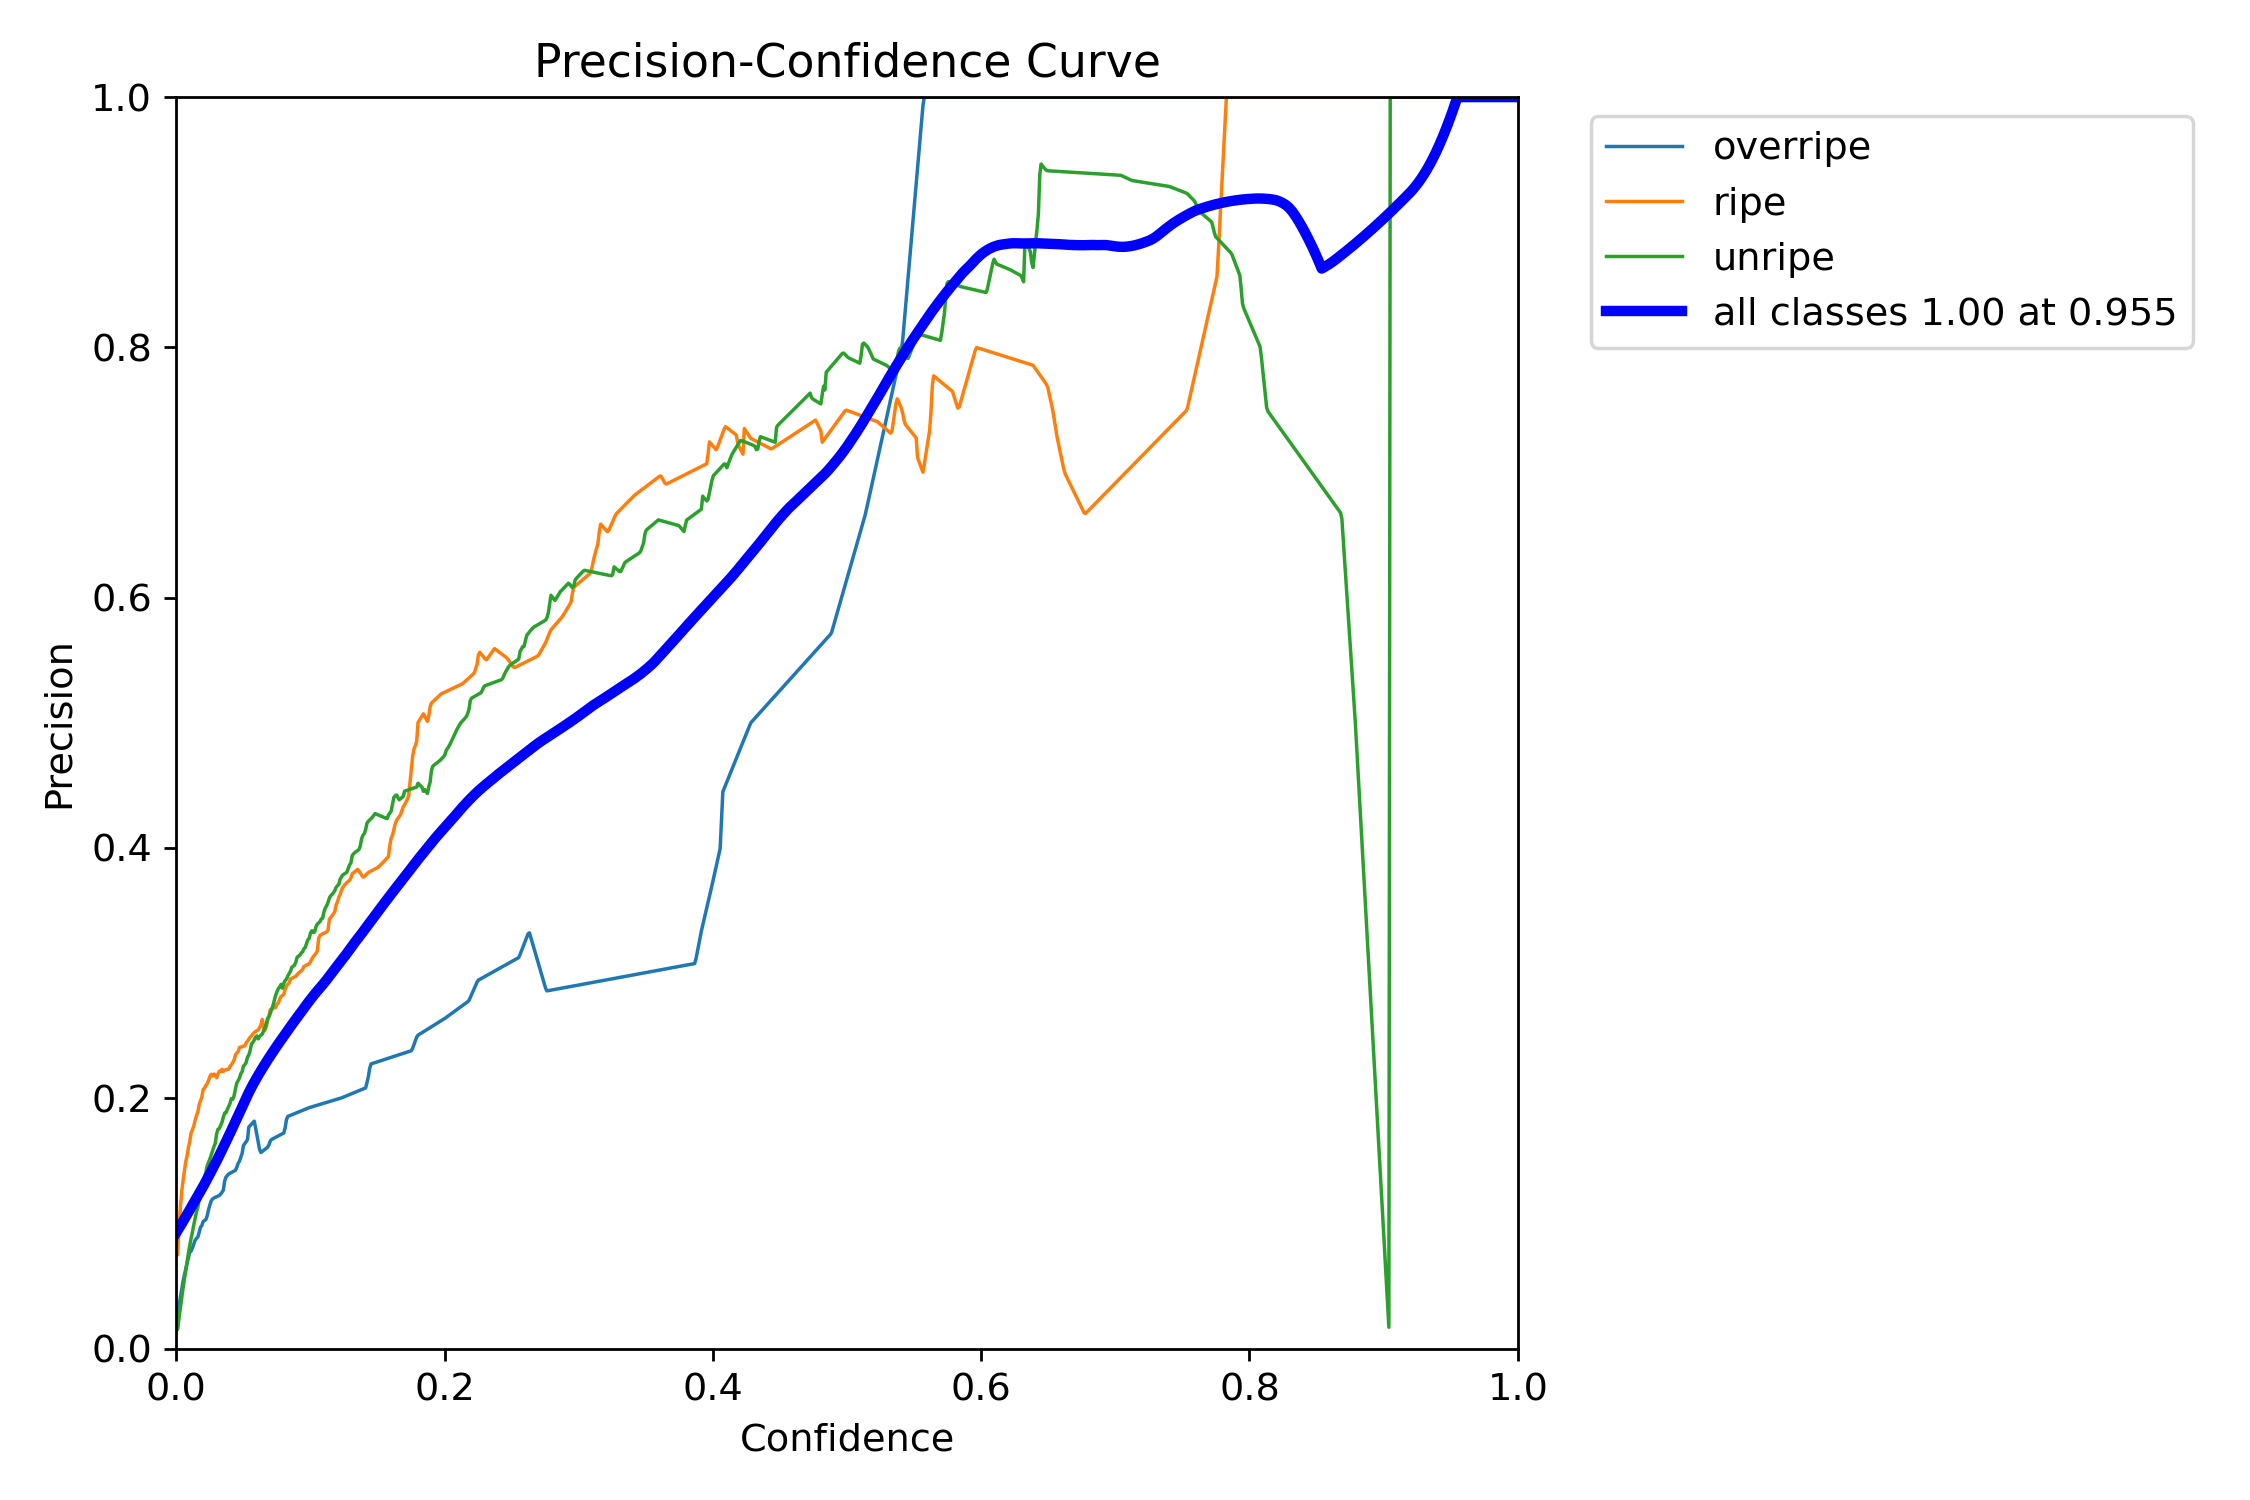 Precision-Confidence Curve
1.0
0.8
0.6
0.4
0.2
0.0
Precision
0.0 0.2 0.4 0.6 0.8 1.0
Confidence
overripe
ripe
unripe
all classes 1.00 at 0.955